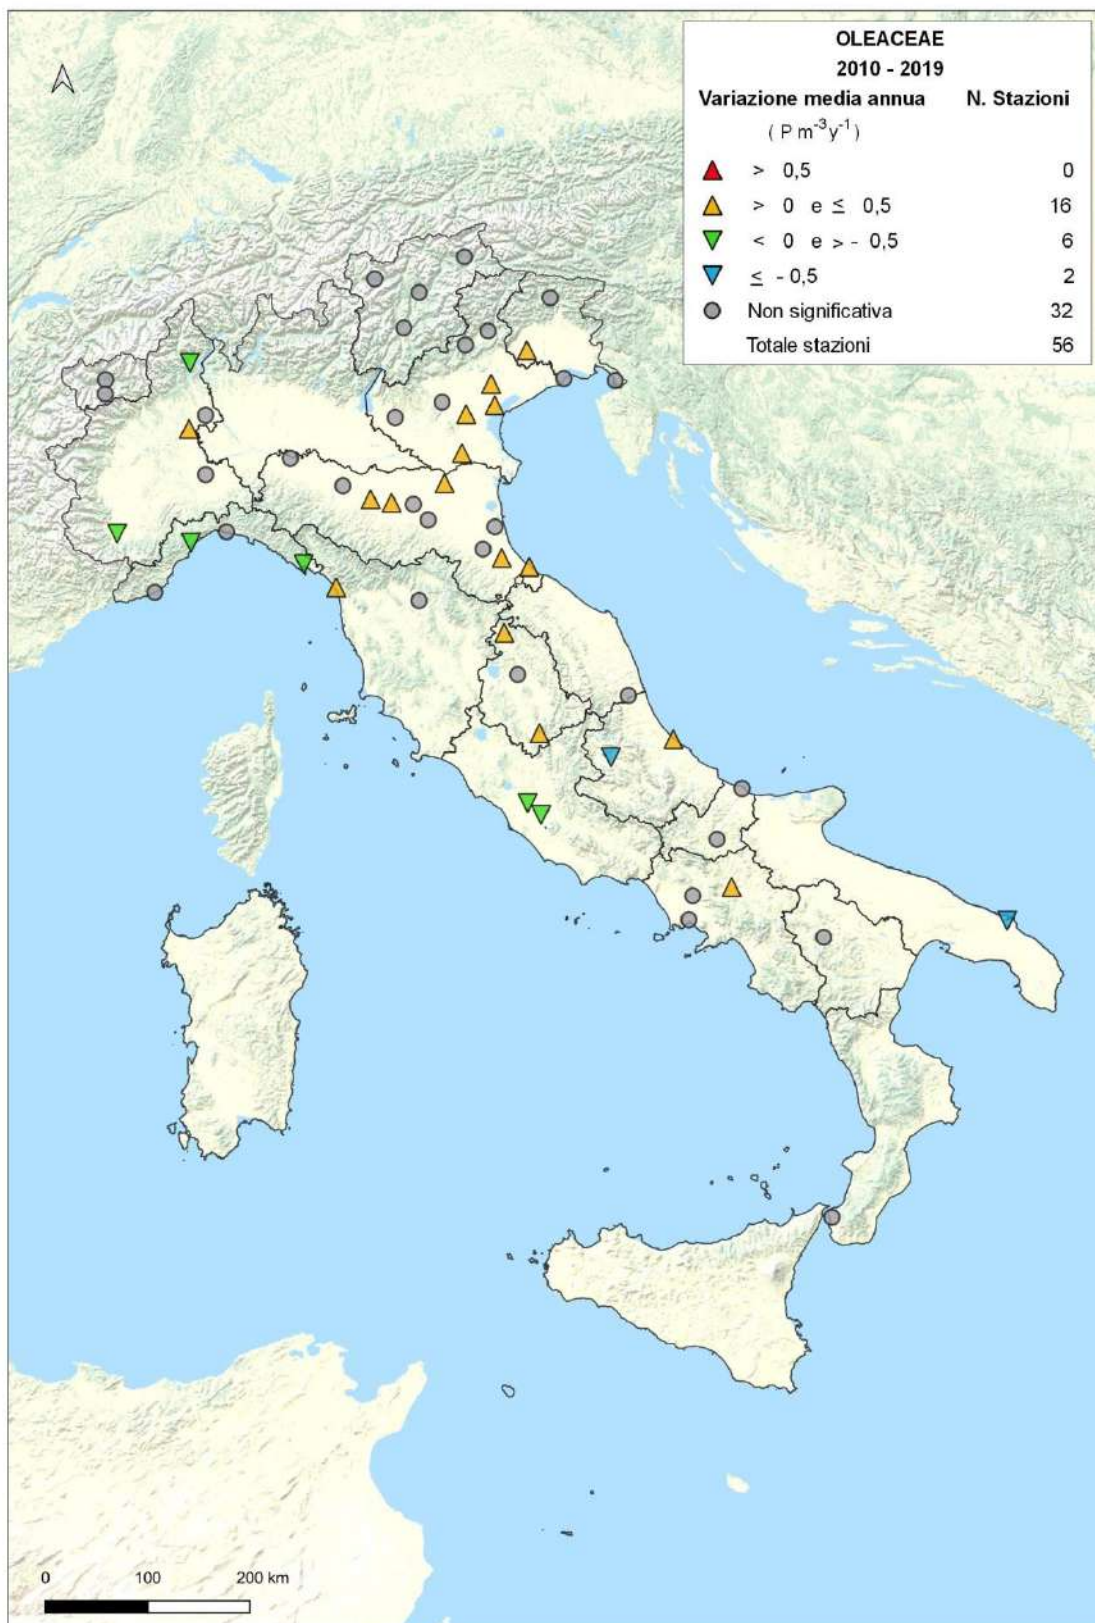 OLEACEAE
2010 - 2019
Variazione media annua N. Stazioni
( P m⁻³y⁻¹ )
> 0,5 0
> 0 e ≤ 0,5 16
< 0 e > - 0,5 6
≤ - 0,5 2
Non significativa 32
Totale stazioni 56
0 100 200 km